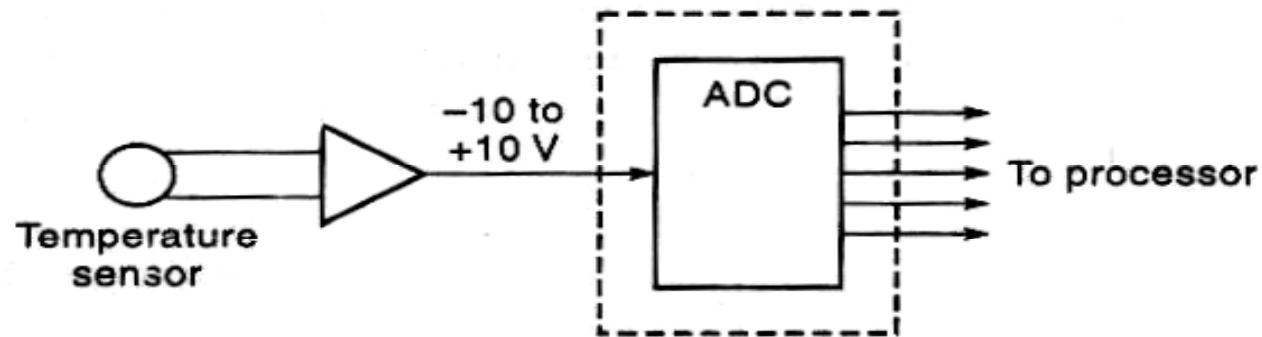 ADC
–10 to
+10 V
To processor
Temperature
sensor